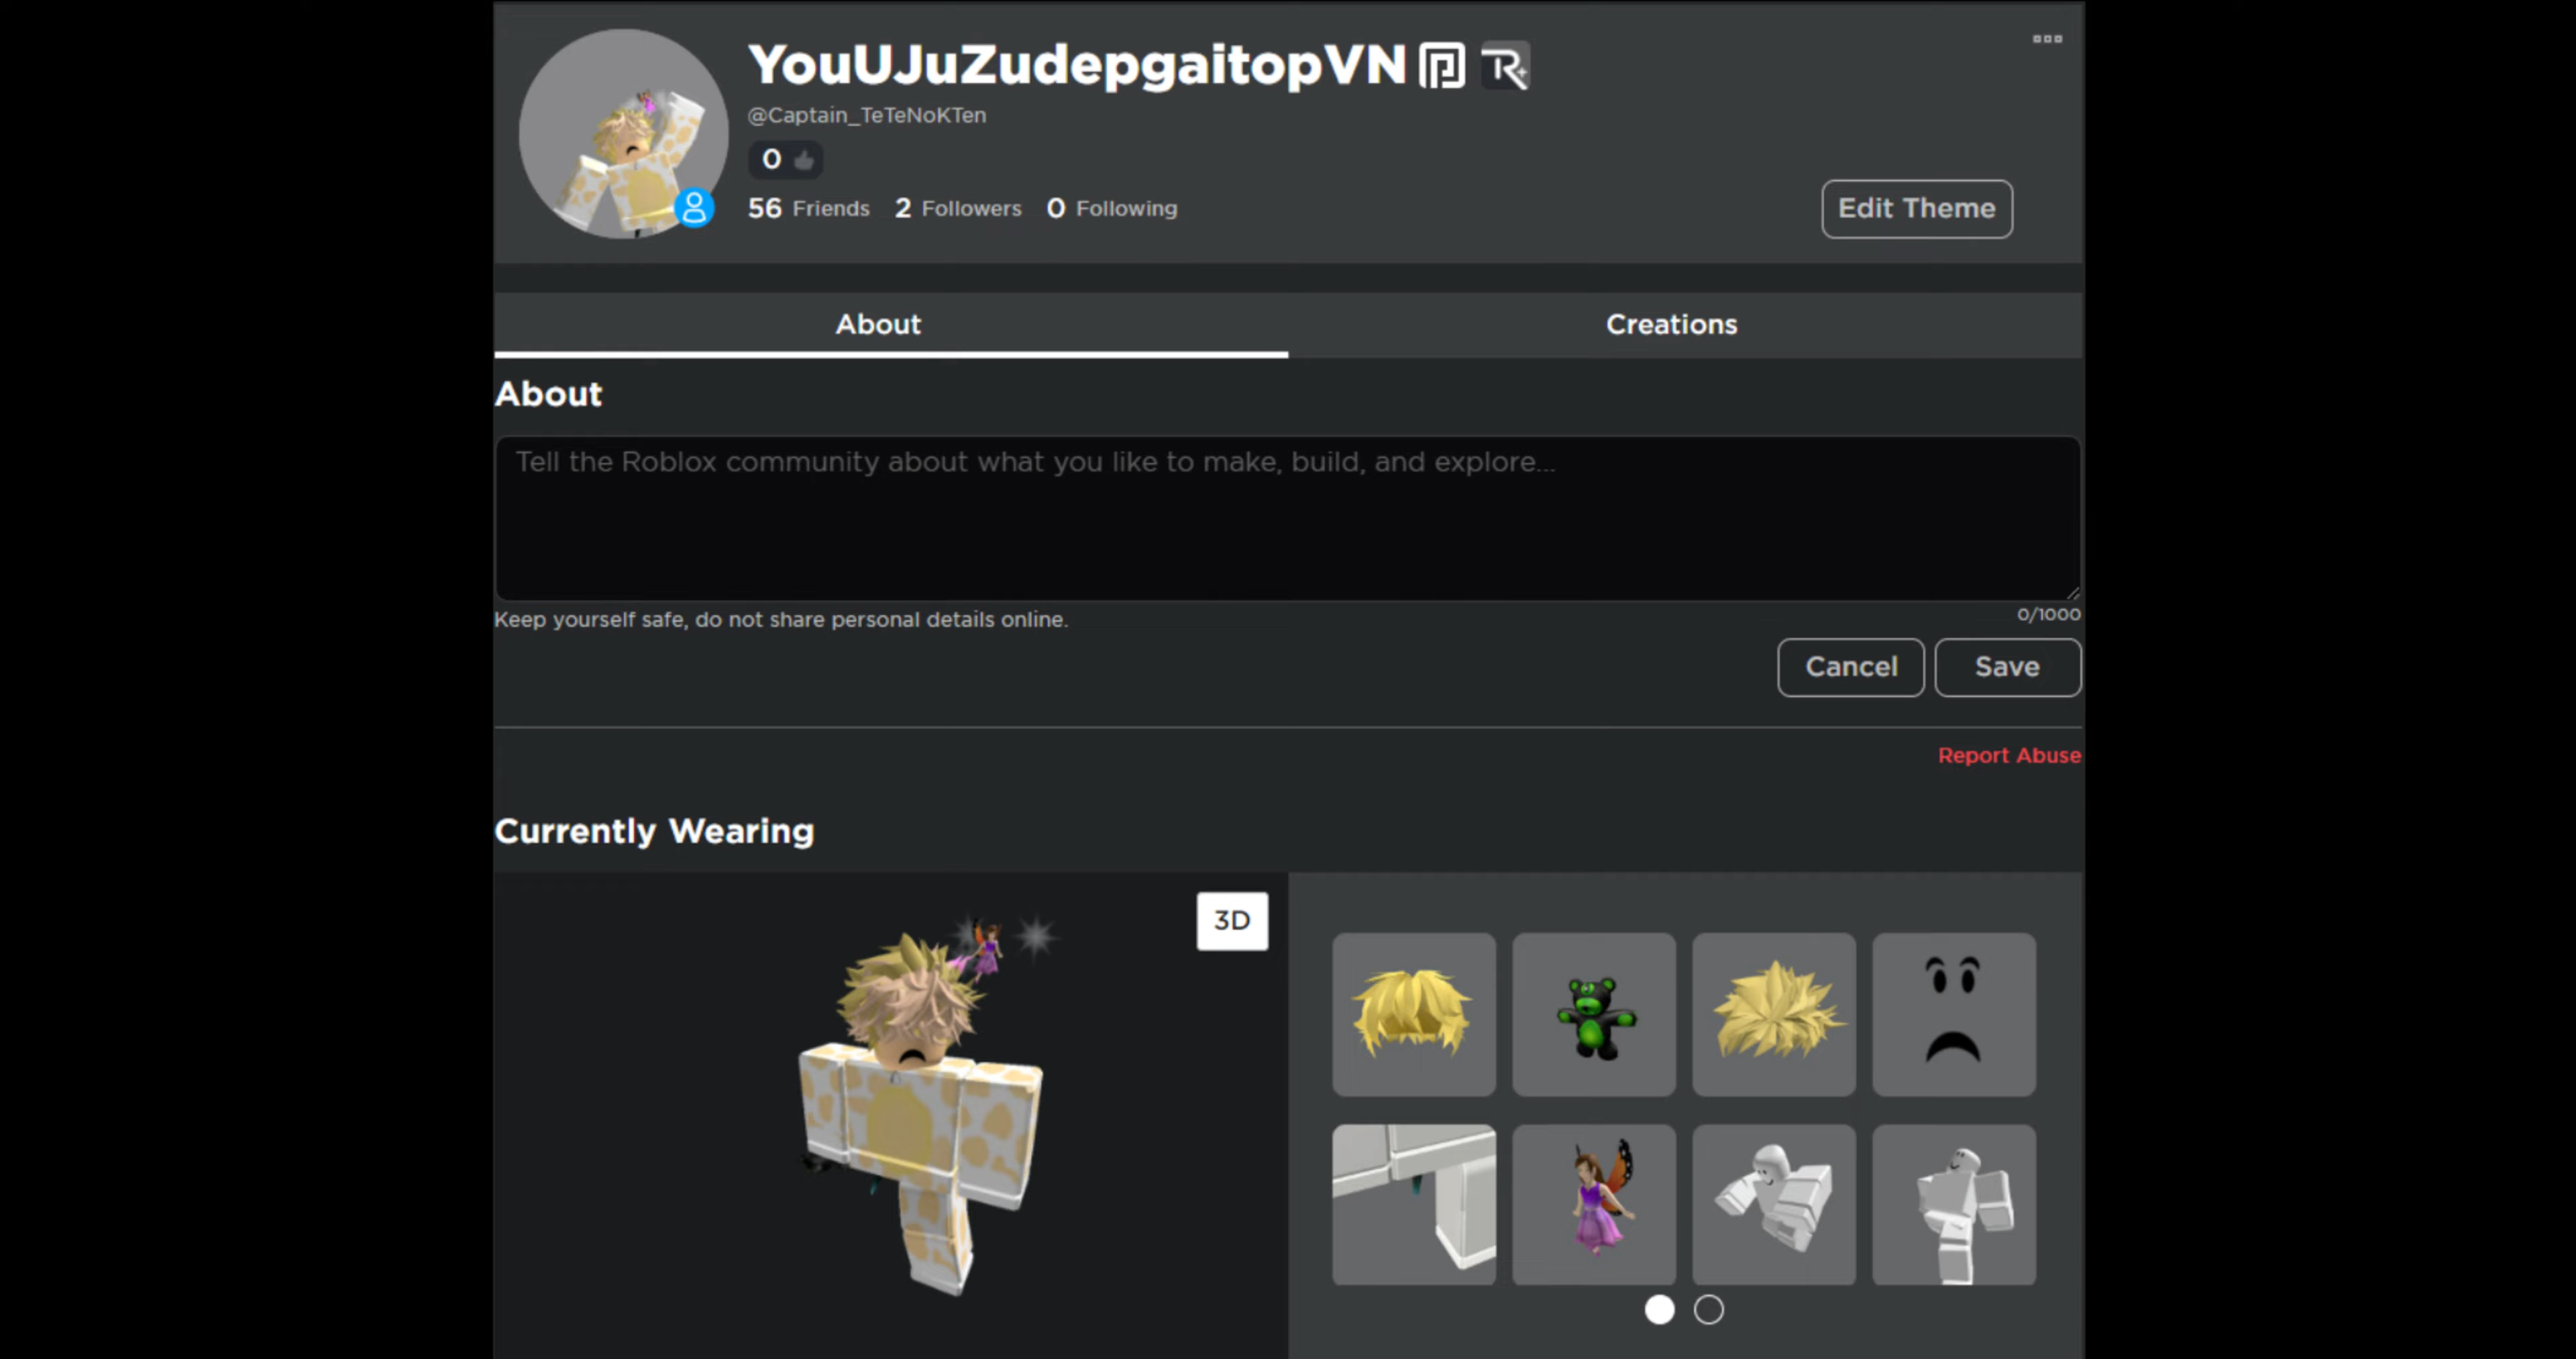 YouUJuZudepgaitopVN
@Captain_TeTeNoKTen
0
56 Friends 2 Followers 0 Following
Edit Theme
About Creations
About
Tell the Roblox community about what you like to make, build, and explore...
Keep yourself safe, do not share personal details online.
0/1000
Cancel Save
Report Abuse
Currently Wearing
3D